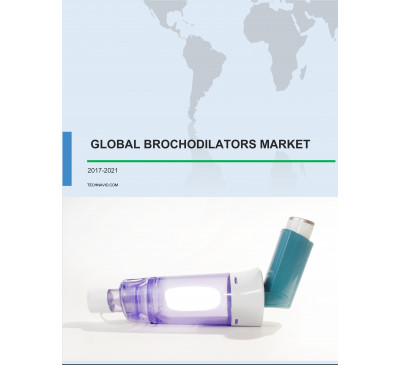 GLOBAL BROCHODILATORS MARKET
2017-2021
TECHNAVIO.COM